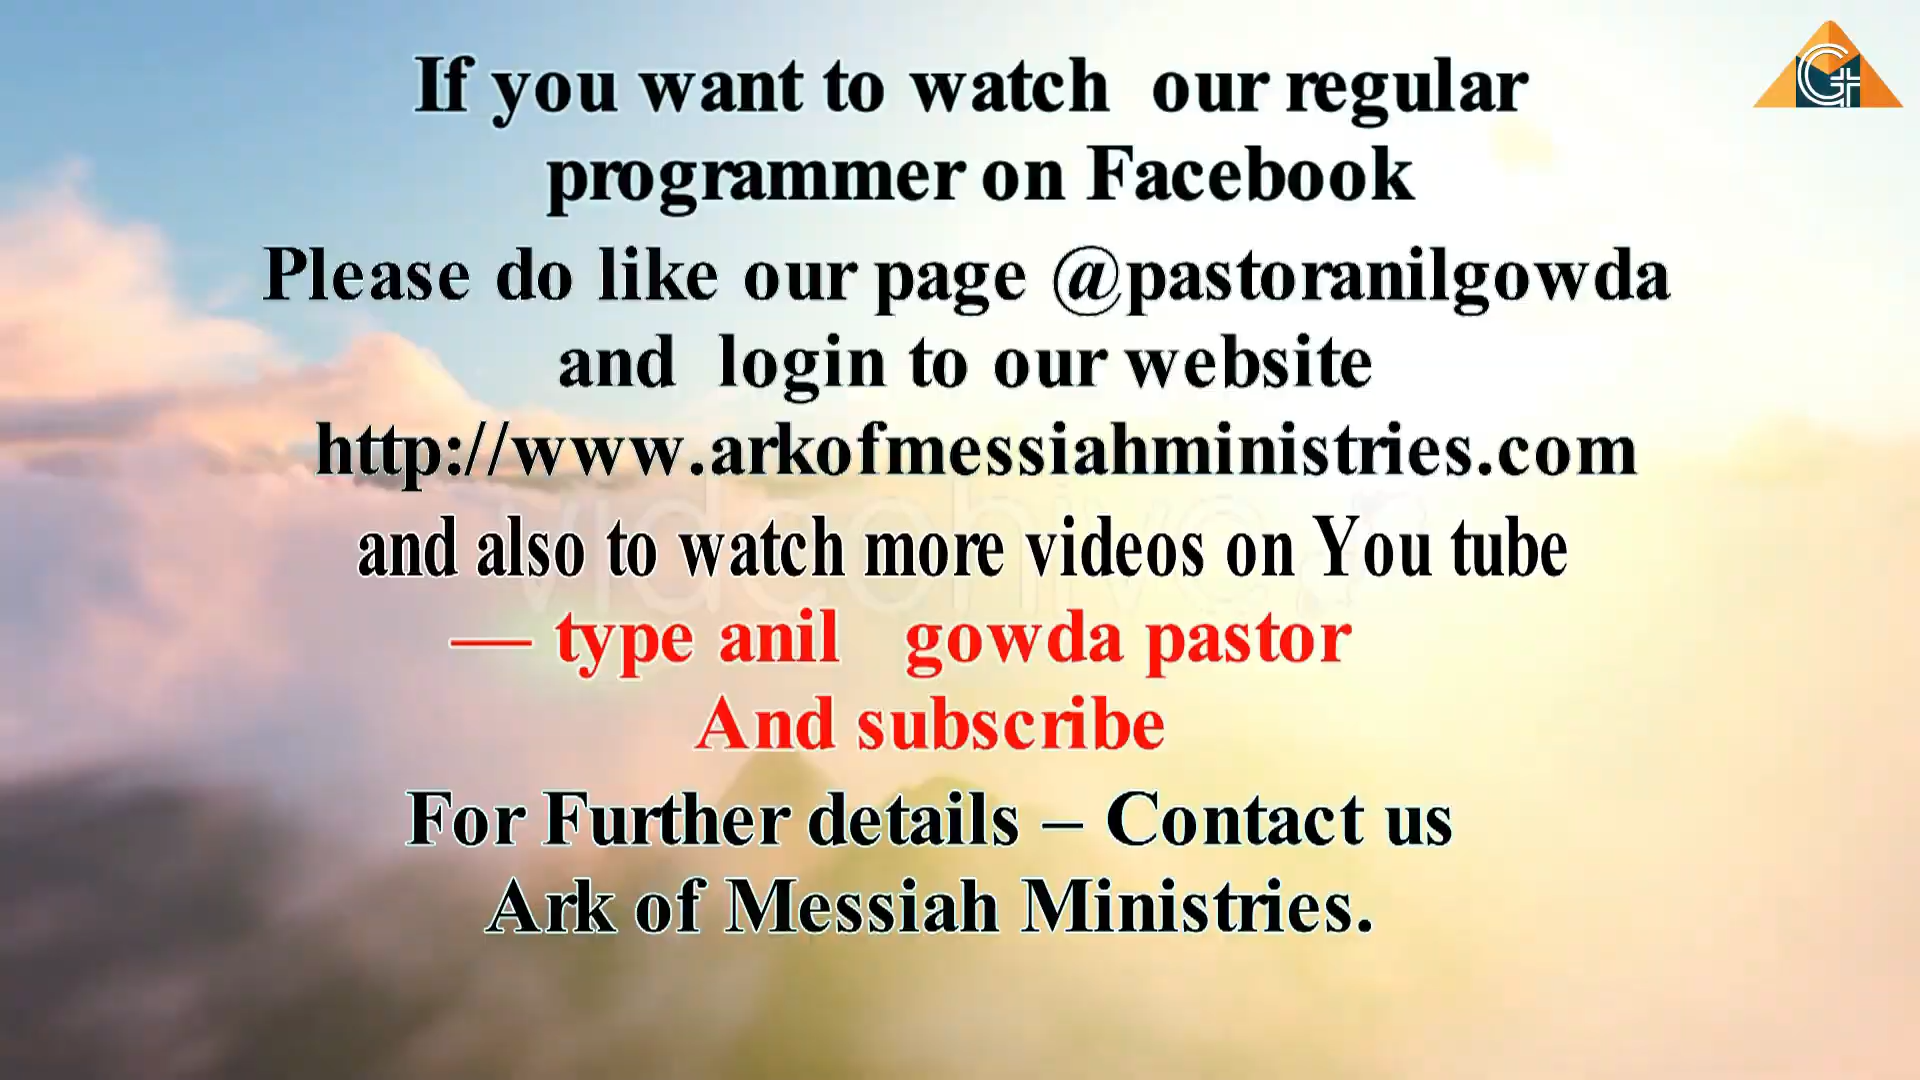 If you want to watch our regular
programmer on Facebook
Please do like our page @pastoranilgowda
and login to our website
http://www.arkofmessiahministries.com
videohive
and also to watch more videos on You tube
— type anil gowda pastor
And subscribe
For Further details – Contact us
Ark of Messiah Ministries.